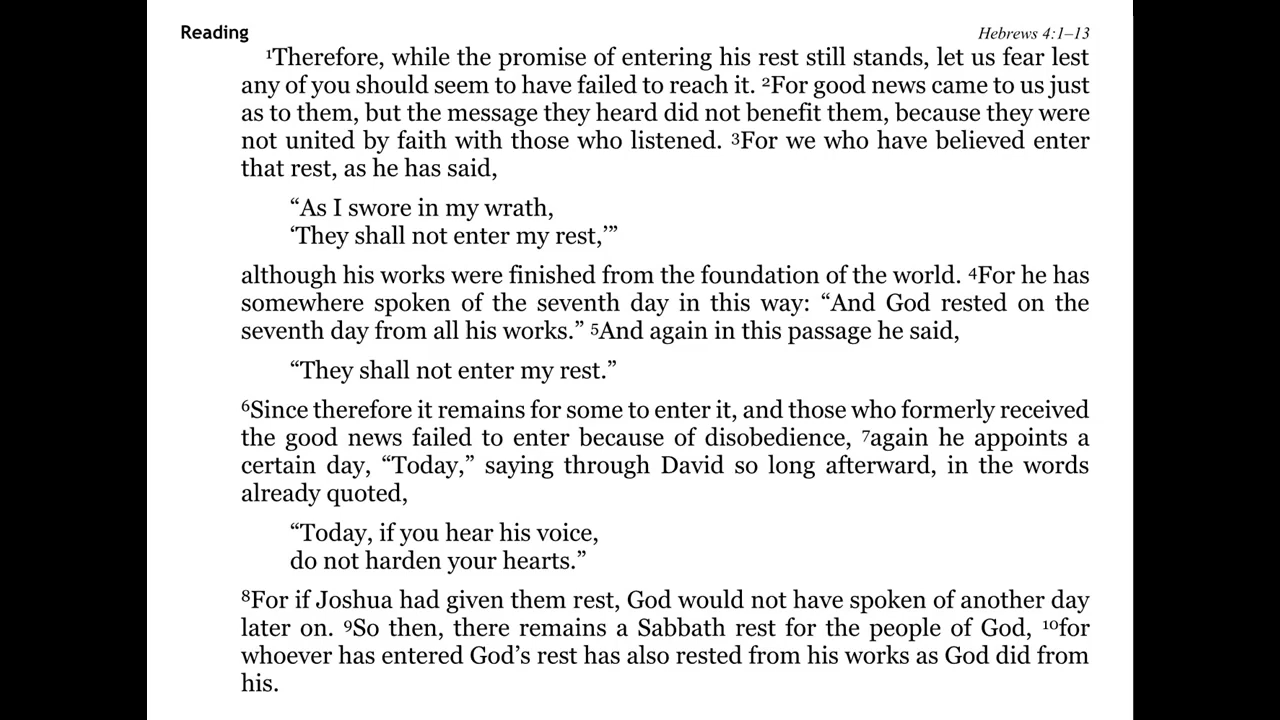 Reading
Hebrews 4:1–13
¹Therefore, while the promise of entering his rest still stands, let us fear lest
any of you should seem to have failed to reach it. ²For good news came to us just
as to them, but the message they heard did not benefit them, because they were
not united by faith with those who listened. ³For we who have believed enter
that rest, as he has said,
“As I swore in my wrath,
‘They shall not enter my rest,’”
although his works were finished from the foundation of the world. ⁴For he has
somewhere spoken of the seventh day in this way: “And God rested on the
seventh day from all his works.” ⁵And again in this passage he said,
“They shall not enter my rest.”
⁶Since therefore it remains for some to enter it, and those who formerly received
the good news failed to enter because of disobedience, ⁷again he appoints a
certain day, “Today,” saying through David so long afterward, in the words
already quoted,
“Today, if you hear his voice,
do not harden your hearts.”
⁸For if Joshua had given them rest, God would not have spoken of another day
later on. ⁹So then, there remains a Sabbath rest for the people of God, ¹⁰for
whoever has entered God’s rest has also rested from his works as God did from
his.